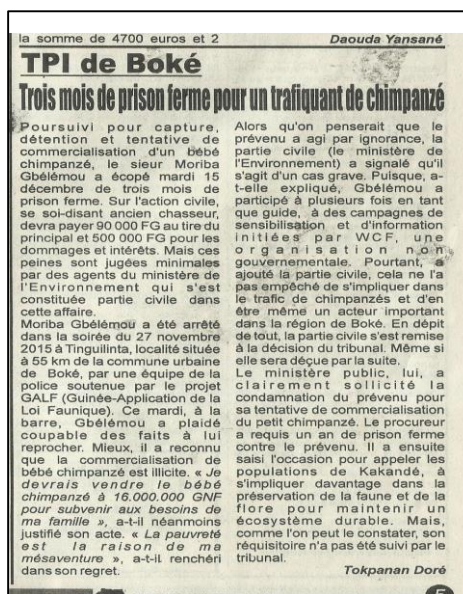 la somme de 4700 euros et 2
Daouda Yansané
TPI de Boké
Trois mois de prison ferme pour un trafiquant de chimpanzé
Poursuivi pour capture,
détention et tentative de
commercialisation d'un bébé
chimpanzé, le sieur Moriba
Gbélémou a écopé mardi 15
décembre de trois mois de
prison ferme. Sur l'action civile,
se soi-disant ancien chasseur,
devra payer 90 000 FG au titre du
principal et 500 000 FG pour les
dommages et intérêts. Mais ces
peines sont jugées minimales
par des agents du ministère de
l'Environnement qui s'est
constituée partie civile dans
cette affaire.
Moriba Gbélémou a été arrêté
dans la soirée du 27 novembre
2015 à Tinguilinta, localité située
à 55 km de la commune urbaine
de Boké, par une équipe de la
police soutenue par le projet
GALF (Guinée-Application de la
Loi Faunique). Ce mardi, à la
barre, Gbélémou a plaidé
coupable des faits à lui
reprocher. Mieux, il a reconnu
que la commercialisation de
bébé chimpanzé est illicite. « Je
devrais vendre le bébé
chimpanzé à 16.000.000 GNF
pour subvenir aux besoins de
ma famille », a-t-il néanmoins
justifié son acte. « La pauvreté
est la raison de ma
mésaventure », a-t-il renchéri
dans son regret.
Alors qu'on penserait que le
prévenu a agi par ignorance, la
partie civile (le ministère de
l'Environnement) a signalé qu'il
s'agit d'un cas grave. Puisque, a-
t-elle expliqué, Gbélémou a
participé à plusieurs fois en tant
que guide, à des campagnes de
sensibilisation et d'information
initiées par WCF, une
organisation non
gouvernementale. Pourtant, a
ajouté la partie civile, cela ne l'a
pas empêché de s'impliquer dans
le trafic de chimpanzés et d'en
être même un acteur important
dans la région de Boké. En dépit
de tout, la partie civile s'est remise
à la décision du tribunal. Même si
elle sera déçue par la suite.
Le ministère public, lui, a
clairement sollicité la
condamnation du prévenu pour
sa tentative de commercialisation
du petit chimpanzé. Le procureur
a requis un an de prison ferme
contre le prévenu. Il a ensuite
saisi l'occasion pour appeler les
populations de Kakandé, à
s'impliquer davantage dans la
préservation de la faune et de la
flore pour maintenir un
écosystème durable. Mais,
comme l'on peut le constater, son
réquisitoire n'a pas été suivi par le
tribunal.
Tokpanan Doré
5